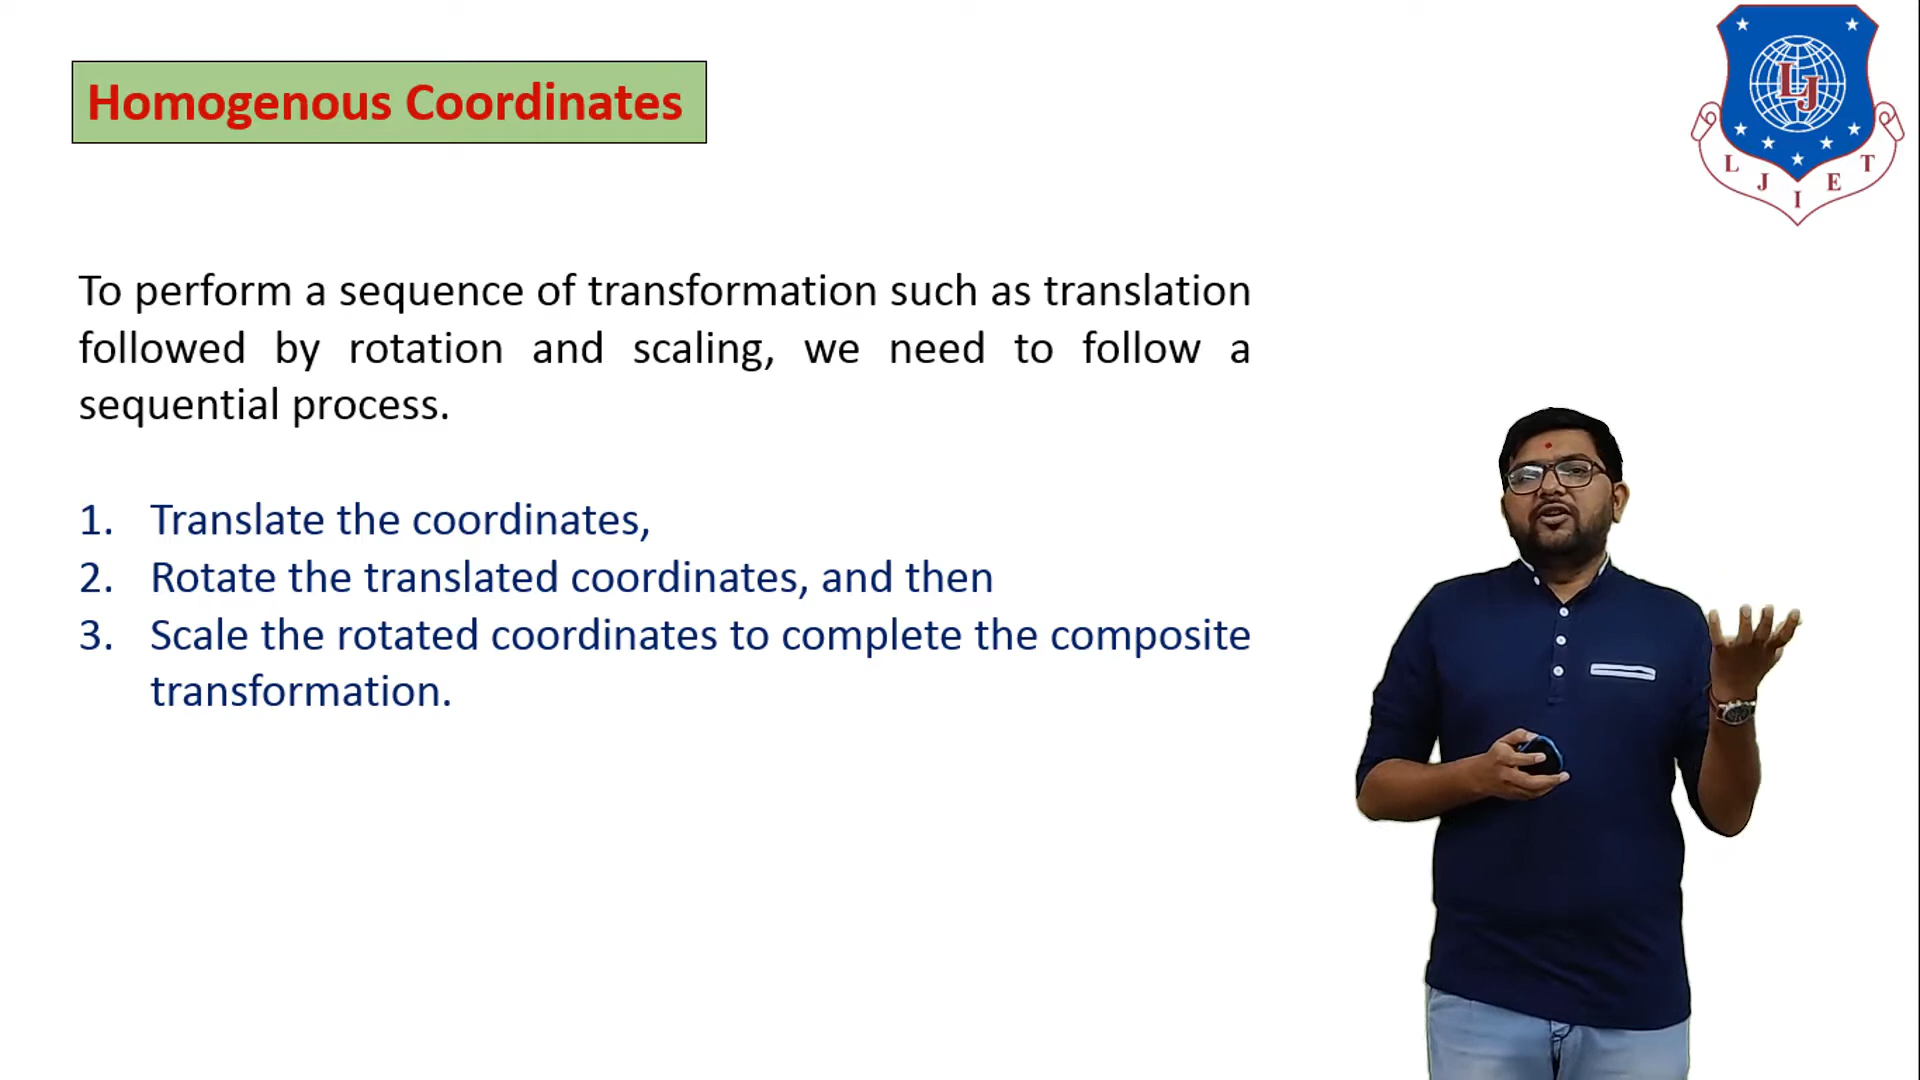 Homogenous Coordinates
LJ
L J I E T
To perform a sequence of transformation such as translation
followed by rotation and scaling, we need to follow a
sequential process.
1. Translate the coordinates,
2. Rotate the translated coordinates, and then
3. Scale the rotated coordinates to complete the composite
transformation.